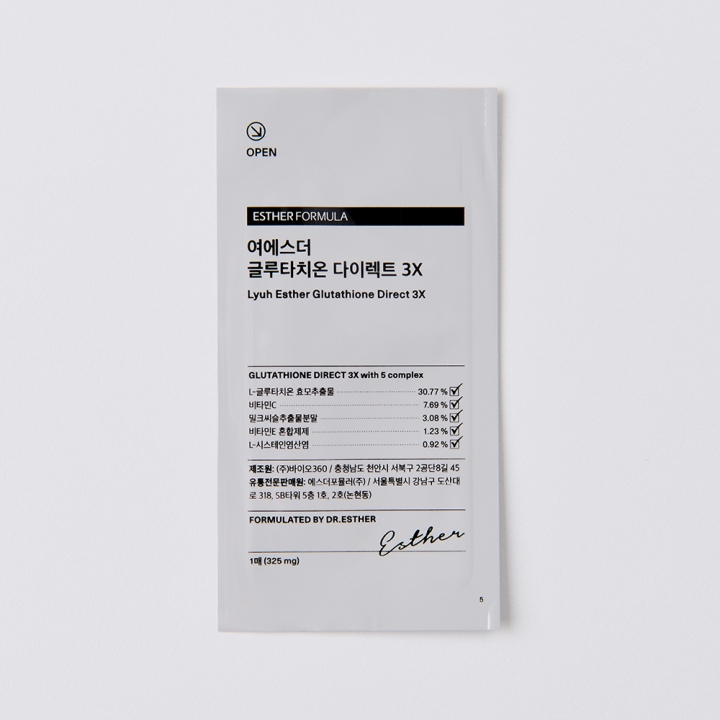 OPEN
ESTHER FORMULA
여에스더
글루타치온 다이렉트 3X
Lyuh Esther Glutathione Direct 3X
GLUTATHIONE DIRECT 3X with 5 complex
L-글루타치온 효모추출물 30.77 %
비타민C 7.69 %
밀크씨슬추출물분말 3.08 %
비타민E 혼합제제 1.23 %
L-시스테인염산염 0.92 %
제조원: (주)바이오360 / 충청남도 천안시 서북구 2공단8길 45
유통전문판매원: 에스더포뮬러(주) / 서울특별시 강남구 도산대
로 318, SB타워 5층 1호, 2호(논현동)
FORMULATED BY DR.ESTHER
Esther
1매 (325 mg)
5